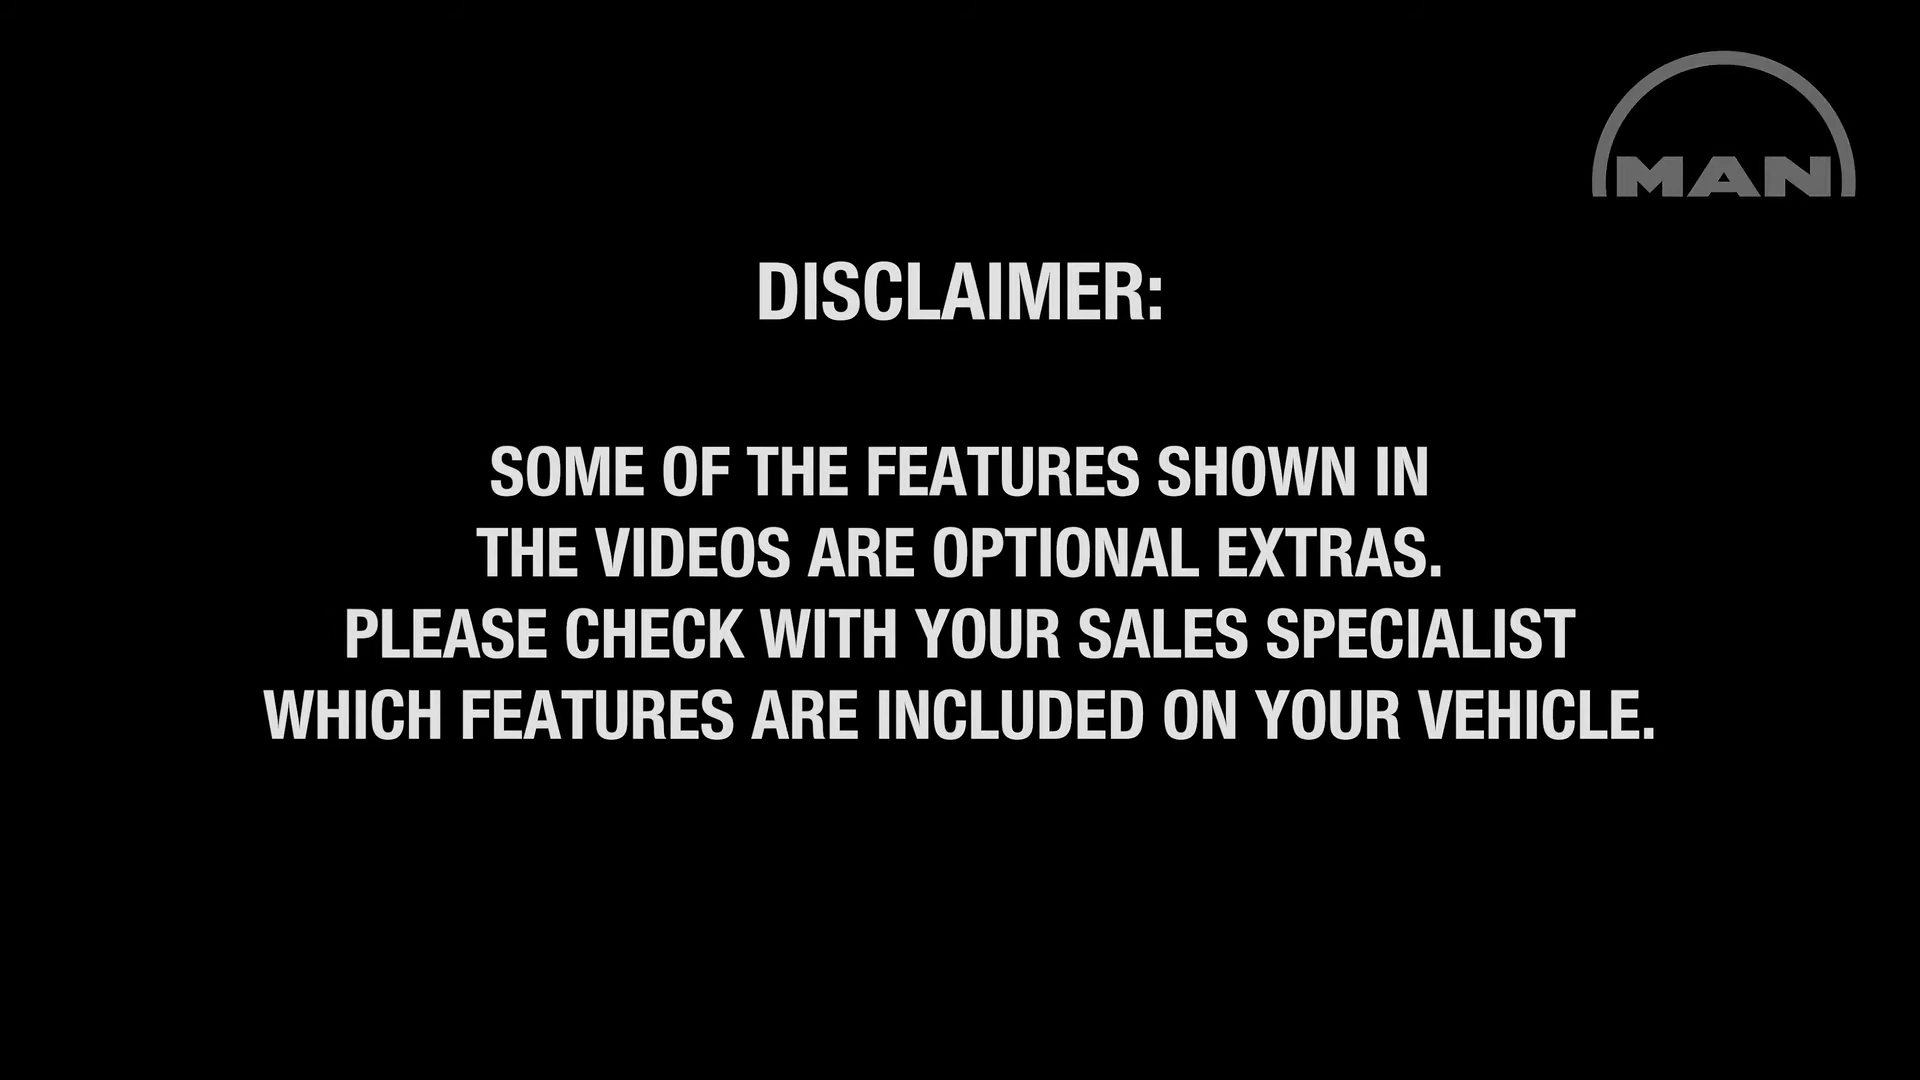 MAN
DISCLAIMER:
SOME OF THE FEATURES SHOWN IN
THE VIDEOS ARE OPTIONAL EXTRAS.
PLEASE CHECK WITH YOUR SALES SPECIALIST
WHICH FEATURES ARE INCLUDED ON YOUR VEHICLE.